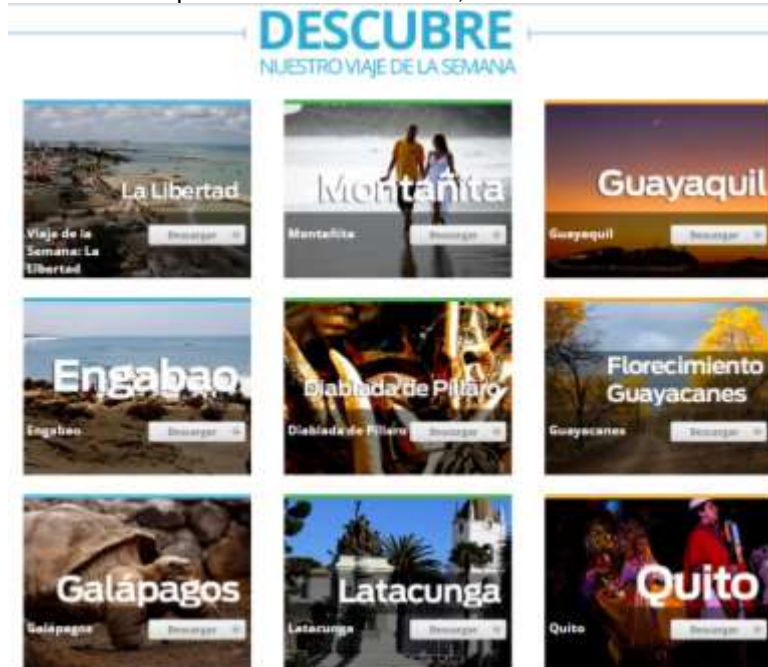 DESCUBRE
NUESTRO VIAJE DE LA SEMANA
La Libertad
Viaje de la
Semana: La
Libertad
Descargar
Montañita
Montañita
Descargar
Guayaquil
Guayaquil
Descargar
Engabao
Engabao
Descargar
Diablada de Píllaro
Diablada de Píllaro
Descargar
Florecimiento
Guayacanes
Guayacanes
Descargar
Galápagos
Galápagos
Descargar
Latacunga
Latacunga
Descargar
Quito
Quito
Descargar